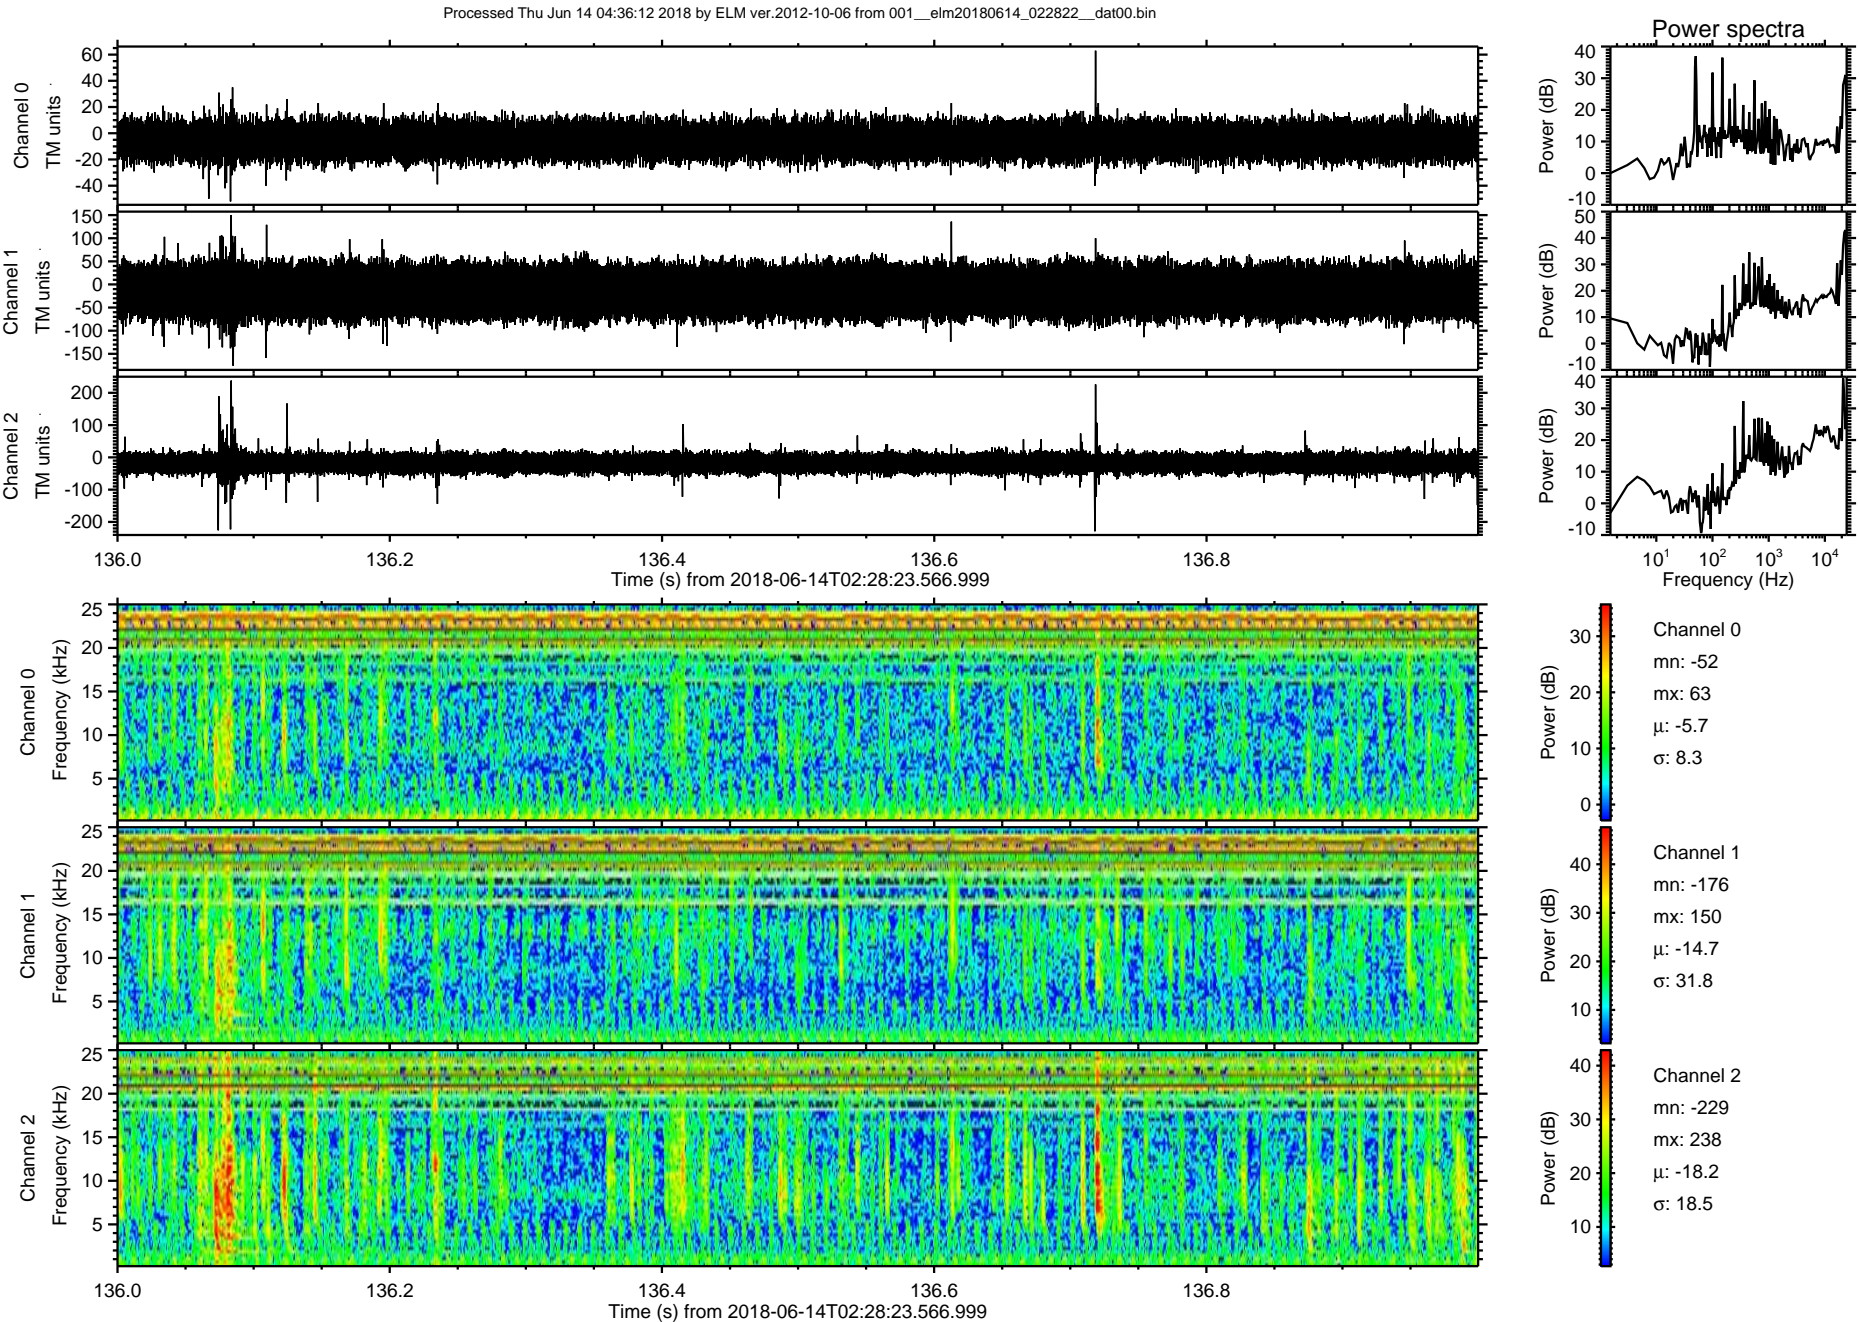 Processed Thu Jun 14 04:36:12 2018 by ELM ver.2012-10-06 from 001__elm20180614_022822__dat00.bin
Power spectra
Channel 0
TM units
60
40
20
0
-20
-40
Power (dB)
40
30
20
10
0
-10
Channel 1
TM units
150
100
50
0
-50
-100
-150
Power (dB)
50
40
30
20
10
0
-10
Channel 2
TM units
200
100
0
-100
-200
Power (dB)
40
30
20
10
0
-10
136.0 136.2 136.4 136.6 136.8
Time (s) from 2018-06-14T02:28:23.566.999
10¹ 10² 10³ 10⁴
Frequency (Hz)
Channel 0
Frequency (kHz)
25
20
15
10
5
Power (dB)
30
20
10
0
Channel 0
mn: -52
mx: 63
μ: -5.7
σ: 8.3
Channel 1
Frequency (kHz)
25
20
15
10
5
Power (dB)
40
30
20
10
Channel 1
mn: -176
mx: 150
μ: -14.7
σ: 31.8
Channel 2
Frequency (kHz)
25
20
15
10
5
Power (dB)
40
30
20
10
Channel 2
mn: -229
mx: 238
μ: -18.2
σ: 18.5
136.0 136.2 136.4 136.6 136.8
Time (s) from 2018-06-14T02:28:23.566.999